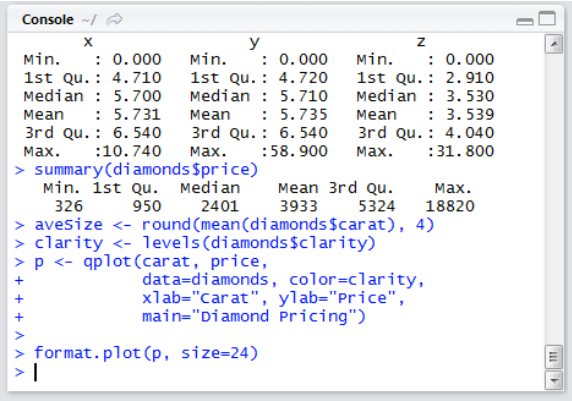 Console ~/
x y z
Min. : 0.000 Min. : 0.000 Min. : 0.000
1st Qu.: 4.710 1st Qu.: 4.720 1st Qu.: 2.910
Median : 5.700 Median : 5.710 Median : 3.530
Mean : 5.731 Mean : 5.735 Mean : 3.539
3rd Qu.: 6.540 3rd Qu.: 6.540 3rd Qu.: 4.040
Max. :10.740 Max. :58.900 Max. :31.800
> summary(diamonds$price)
Min. 1st Qu. Median Mean 3rd Qu. Max.
326 950 2401 3933 5324 18820
> aveSize <- round(mean(diamonds$carat), 4)
> clarity <- levels(diamonds$clarity)
> p <- qplot(carat, price,
+ data=diamonds, color=clarity,
+ xlab="Carat", ylab="Price",
+ main="Diamond Pricing")
>
> format.plot(p, size=24)
>